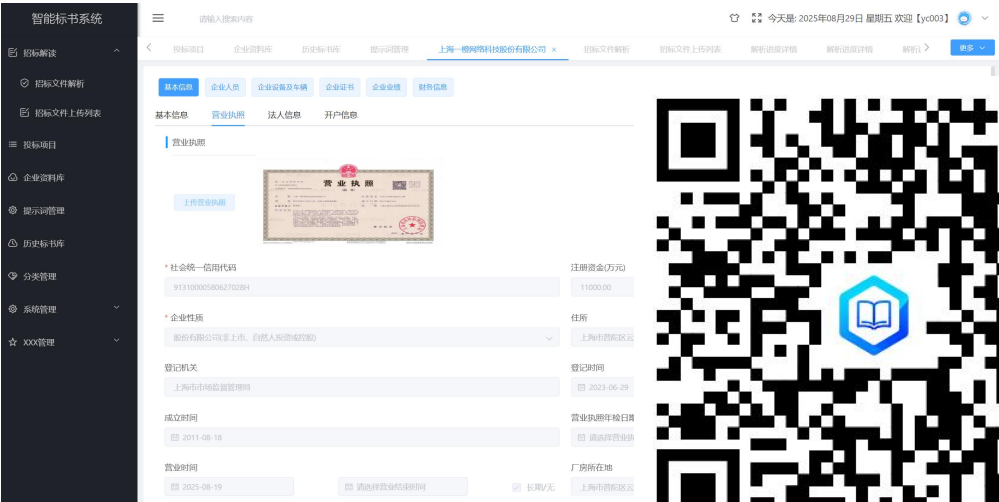 智能标书系统
请输入搜索内容
今天是: 2025年08月29日 星期五 欢迎【yc003】
招标解读
招标文件解析
招标文件上传列表
投标项目
企业资料库
提示词管理
历史标书库
分类管理
系统管理
XXX管理
投标项目
企业资料库
历史标书库
提示词管理
上海一橙网络科技股份有限公司 ×
招标文件解析
招标文件上传列表
解析进度详情
解析进度详情
更多
基本信息
企业人员
企业设备及车辆
企业证书
企业业绩
财务信息
基本信息
营业执照
法人信息
开户信息
营业执照
上传营业执照
营业执照
* 社会统一信用代码
注册资金(万元)
91310000580627028H
11000.00
* 企业性质
住所
股份有限公司(非上市、自然人投资或控股)
上海市普陀区云
登记机关
登记时间
上海市市场监督管理局
2023-06-29
成立时间
营业执照年检日期
2011-08-18
请选择营业执
营业时间
厂房所在地
2025-08-19
请选择营业结束时间
长期/无
上海市普陀区云